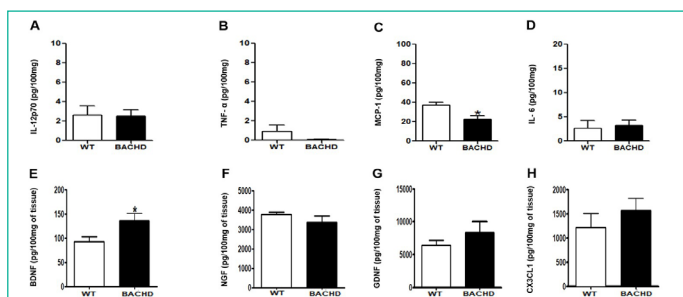 A
IL-12p70 (pg/100mg)
10
8
6
4
2
0
WT BACHD
B
TNF- α (pg/100mg)
10
8
6
4
2
0
WT BACHD
C
MCP-1 (pg/100mg)
100
80
60
40
20
0
*
WT BACHD
D
IL- 6 (pg/100mg)
20
15
10
5
0
WT BACHD
E
BDNF (pg/100mg of tissue)
200
150
100
50
0
*
WT BACHD
F
NGF (pg/100mg of tissue)
5000
4000
3000
2000
1000
0
WT BACHD
G
GDNF (pg/100mg of tissue)
15000
10000
5000
0
WT BACHD
H
CX3CL1 (pg/100mg of tissue)
2000
1500
1000
500
0
WT BACHD